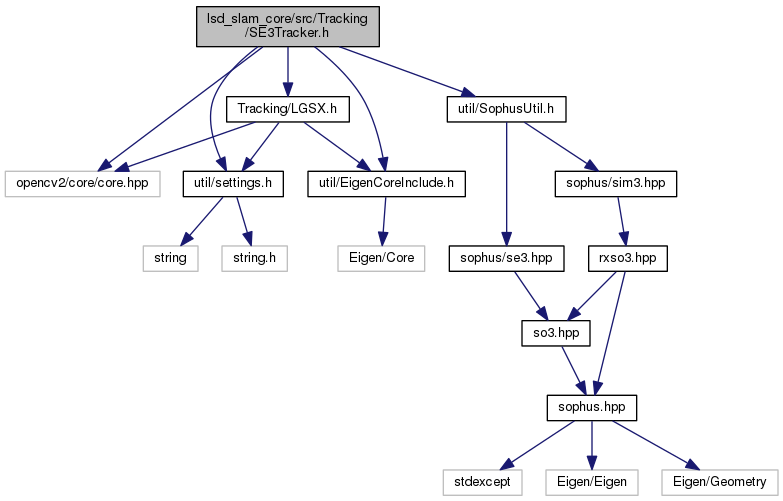 lsd_slam_core/src/Tracking
/SE3Tracker.h
Tracking/LGSX.h
util/SophusUtil.h
opencv2/core/core.hpp
util/settings.h
util/EigenCoreInclude.h
sophus/sim3.hpp
string
string.h
Eigen/Core
sophus/se3.hpp
rxso3.hpp
so3.hpp
sophus.hpp
stdexcept
Eigen/Eigen
Eigen/Geometry